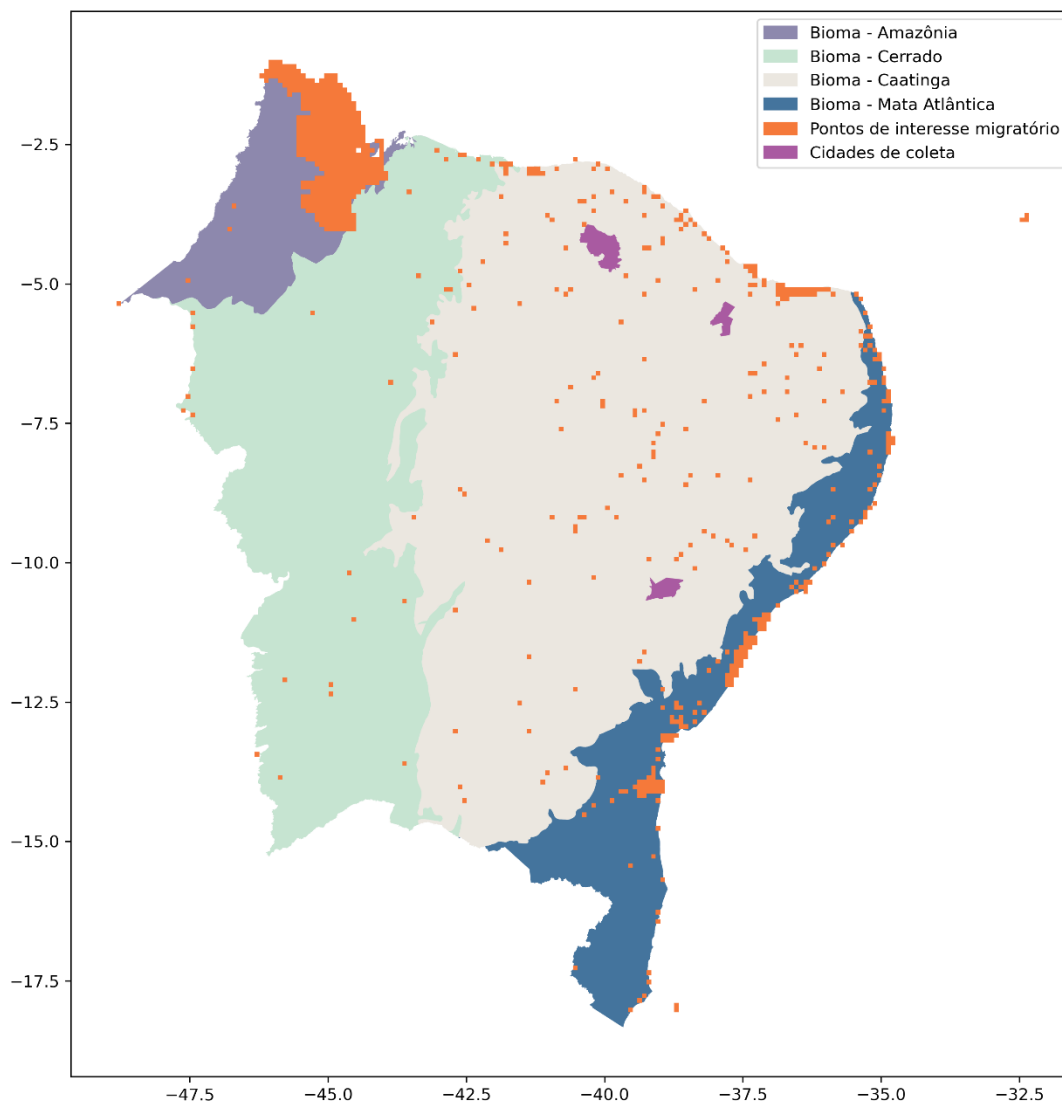 Bioma - Amazônia
Bioma - Cerrado
Bioma - Caatinga
Bioma - Mata Atlântica
Pontos de interesse migratório
Cidades de coleta
−2.5
−5.0
−7.5
−10.0
−12.5
−15.0
−17.5
−47.5 −45.0 −42.5 −40.0 −37.5 −35.0 −32.5